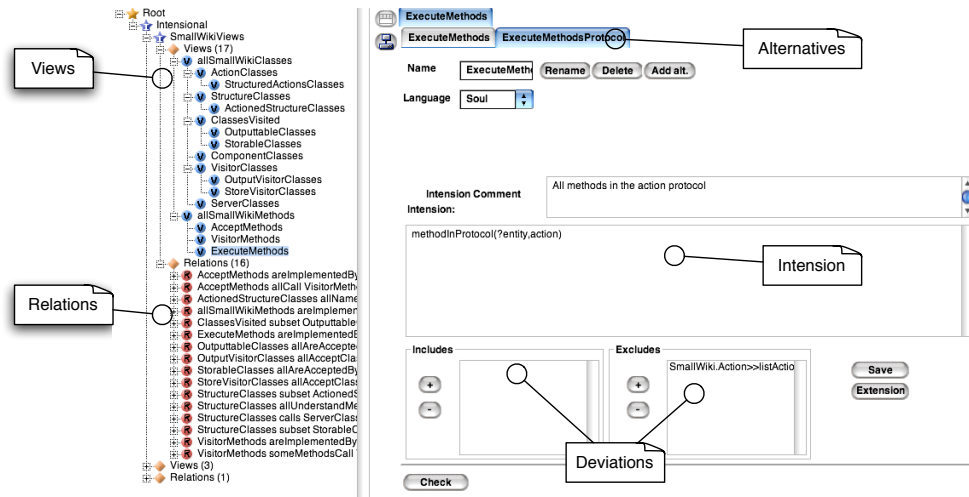 Root
Intensional
SmallWikiViews
Views (17)
allSmallWikiClasses
ActionClasses
StructuredActionsClasses
StructureClasses
ActionedStructureClasses
ClassesVisited
OutputtableClasses
StorableClasses
ComponentClasses
VisitorClasses
OutputVisitorClasses
StoreVisitorClasses
ServerClasses
allSmallWikiMethods
AcceptMethods
VisitorMethods
ExecuteMethods
Relations (16)
AcceptMethods areImplementedBy
AcceptMethods allCall VisitorMeth
ActionedStructureClasses allName
allSmallWikiMethods areImplemen
ClassesVisited subset Outputtable
ExecuteMethods areImplementedB
OutputtableClasses allAreAccepte
OutputVisitorClasses allAcceptCla
StorableClasses allAreAcceptedBy
StoreVisitorClasses allAcceptClass
StructureClasses subset ActionedS
StructureClasses allUnderstandMe
StructureClasses calls ServerClass
StructureClasses subset StorableC
VisitorMethods areImplementedBy
VisitorMethods someMethodsCall
Views (3)
Relations (1)
Views
Relations
ExecuteMethods
ExecuteMethods ExecuteMethodsProtocol
Alternatives
Name ExecuteMeth Rename Delete Add alt.
Language Soul
Intension Comment All methods in the action protocol
Intension:
methodInProtocol(?entity,action)
Intension
Includes Excludes
+ + SmallWiki.Action>>listActio
- -
Save
Extension
Deviations
Check